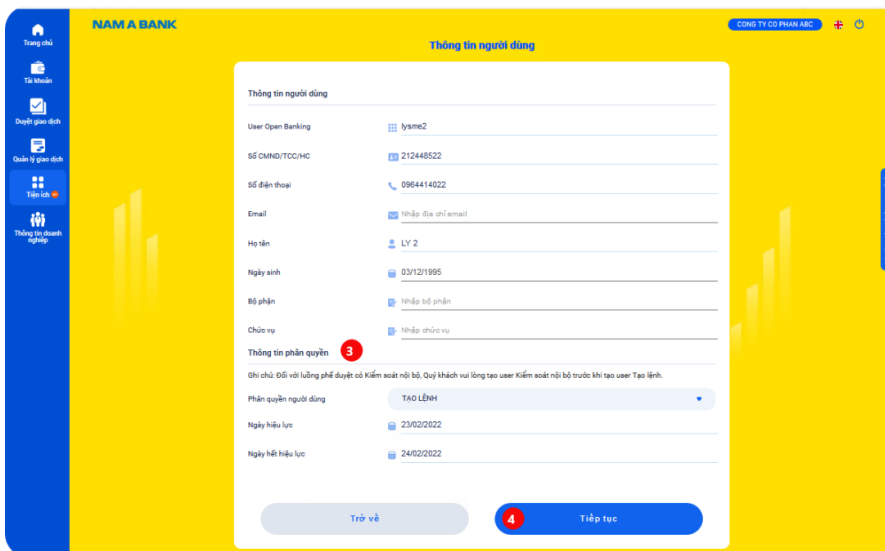 NAM A BANK
CONG TY CO PHAN ABC
Thông tin người dùng
Trang chủ
Tài khoản
Duyệt giao dịch
Quản lý giao dịch
Tiện ích
Thông tin doanh
nghiệp
Thông tin người dùng
User Open Banking lysme2
Số CMND/TCC/HC 212448522
Số điện thoại 0964414022
Email Nhập địa chỉ email
Họ tên LY 2
Ngày sinh 03/12/1995
Bộ phận Nhập bộ phận
Chức vụ Nhập chức vụ
Thông tin phân quyền 3
Ghi chú: Đối với luồng phê duyệt có Kiểm soát nội bộ, Quý khách vui lòng tạo user Kiểm soát nội bộ trước khi tạo user Tạo lệnh.
Phân quyền người dùng TẠO LỆNH
Ngày hiệu lực 23/02/2022
Ngày hết hiệu lực 24/02/2022
Trở về
4 Tiếp tục